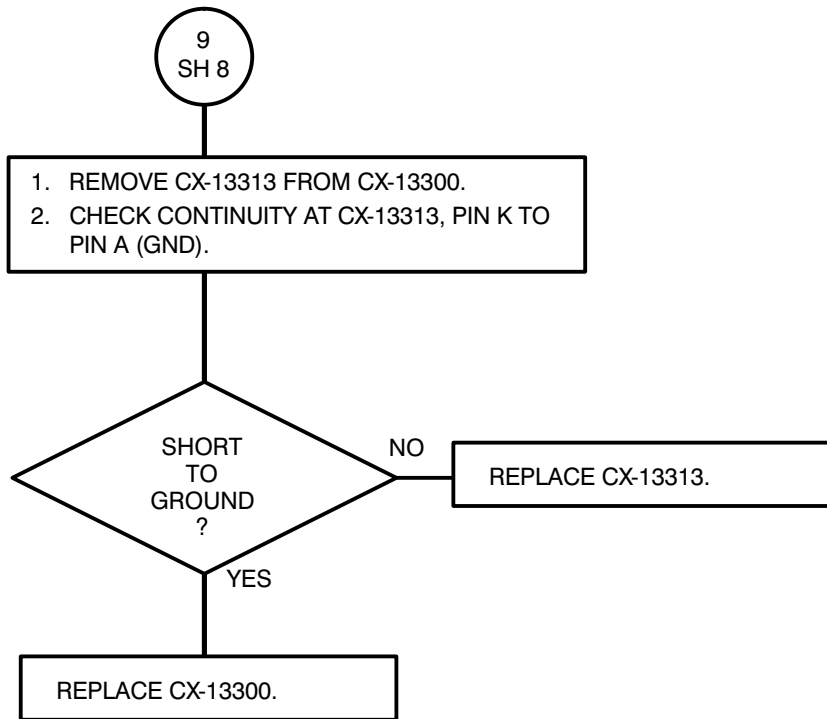 9
SH 8
1. REMOVE CX-13313 FROM CX-13300.
2. CHECK CONTINUITY AT CX-13313, PIN K TO
PIN A (GND).
SHORT
TO
GROUND
?
NO
REPLACE CX-13313.
YES
REPLACE CX-13300.